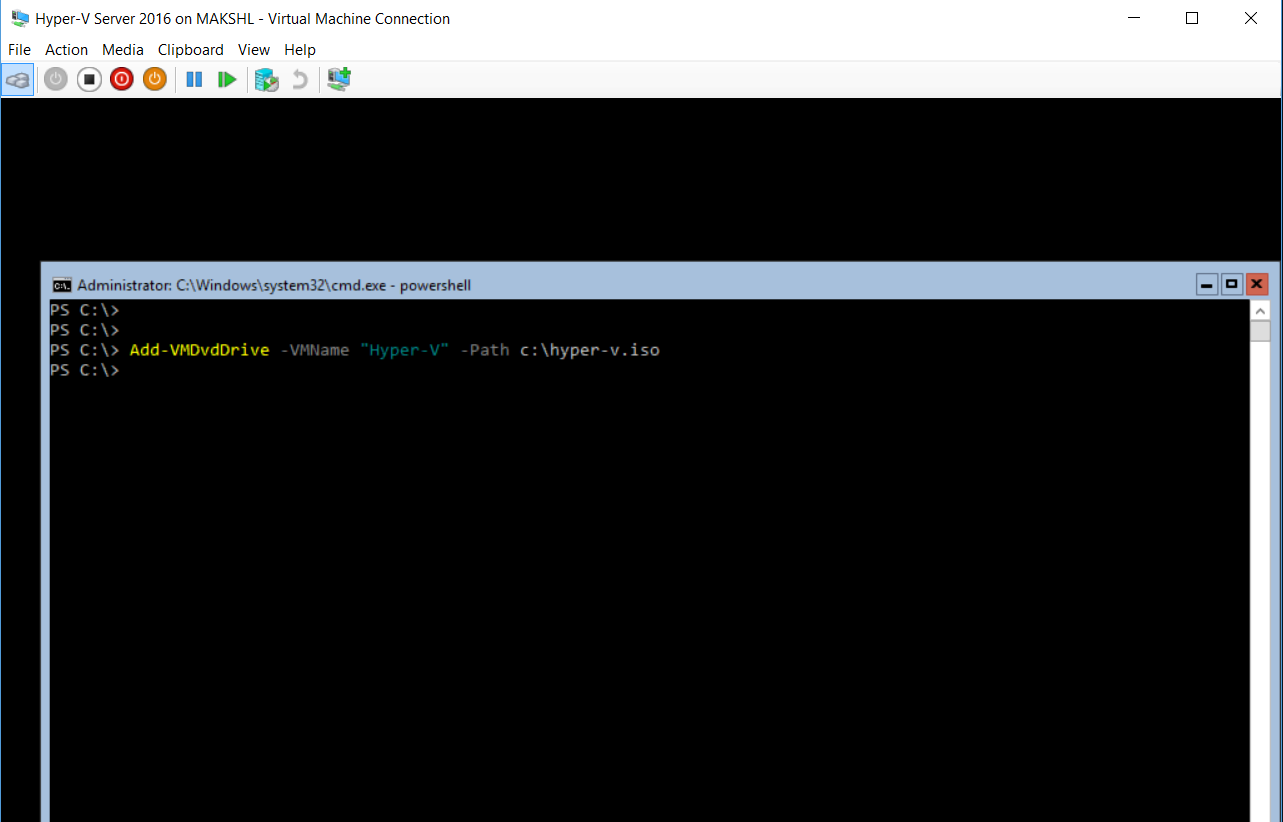 Hyper-V Server 2016 on MAKSHL - Virtual Machine Connection
File Action Media Clipboard View Help
Administrator: C:\Windows\system32\cmd.exe - powershell
PS C:\>
PS C:\>
PS C:\> Add-VMDvdDrive -VMName "Hyper-V" -Path c:\hyper-v.iso
PS C:\>